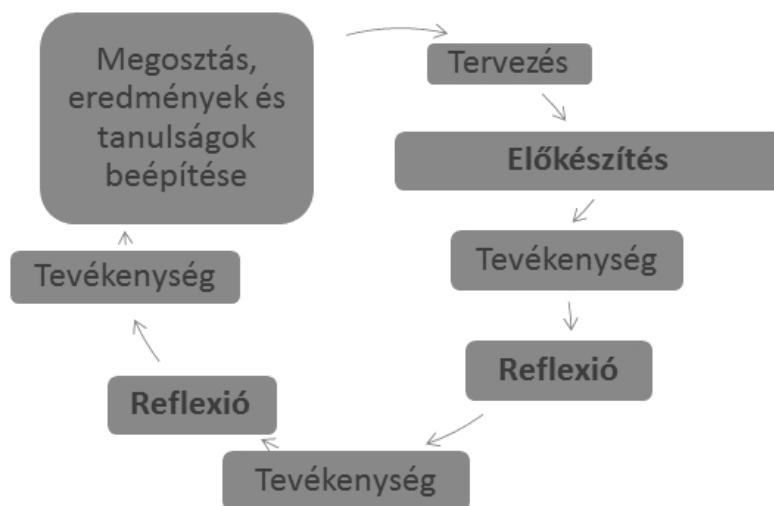 Megosztás,
eredmények és
tanulságok
beépítése
Tervezés
Előkészítés
Tevékenység
Reflexió
Tevékenység
Reflexió
Tevékenység